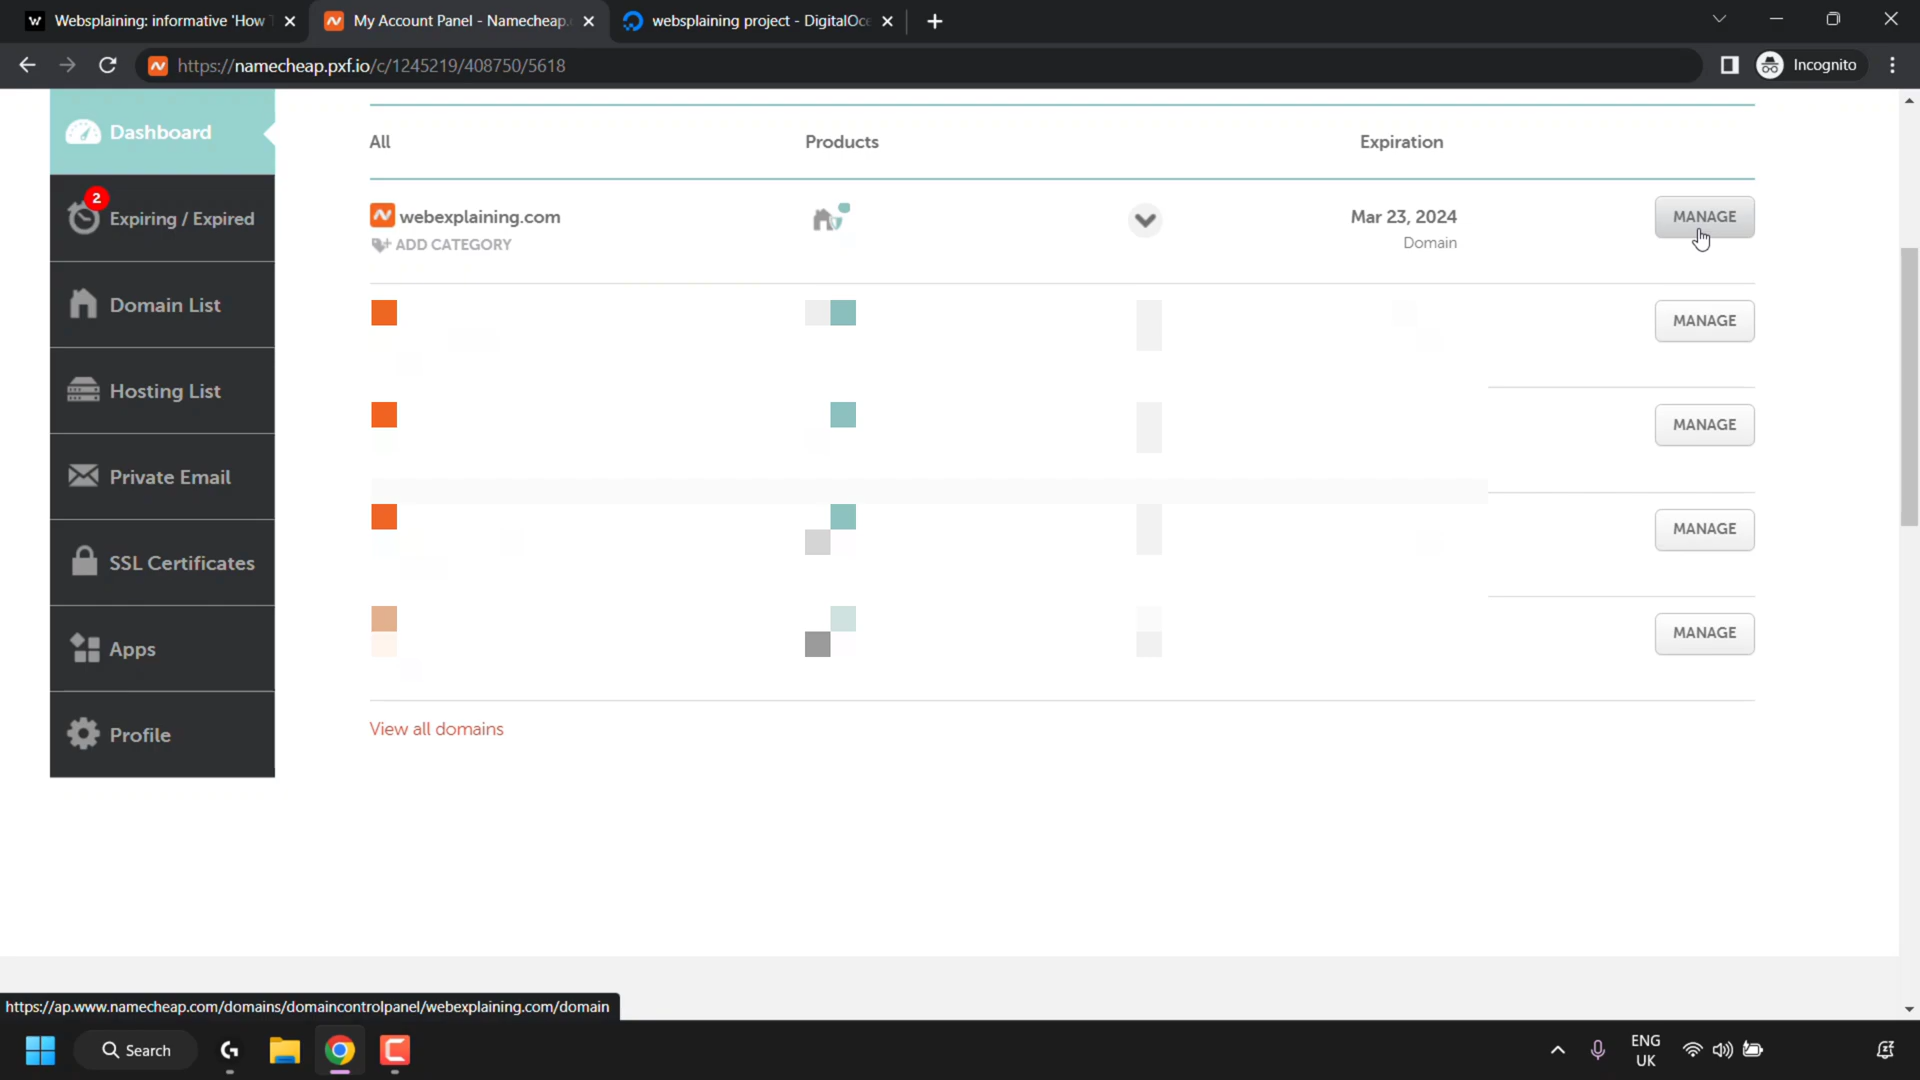 Websplaining: informative 'How T
My Account Panel - Namecheap.
websplaining project - DigitalOce
https://namecheap.pxf.io/c/1245219/408750/5618
Incognito
Dashboard
2
Expiring / Expired
Domain List
Hosting List
Private Email
SSL Certificates
Apps
Profile
All Products Expiration
webexplaining.com Mar 23, 2024 MANAGE
ADD CATEGORY Domain
MANAGE
MANAGE
MANAGE
MANAGE
View all domains
https://ap.www.namecheap.com/domains/domaincontrolpanel/webexplaining.com/domain
Search
ENG
UK